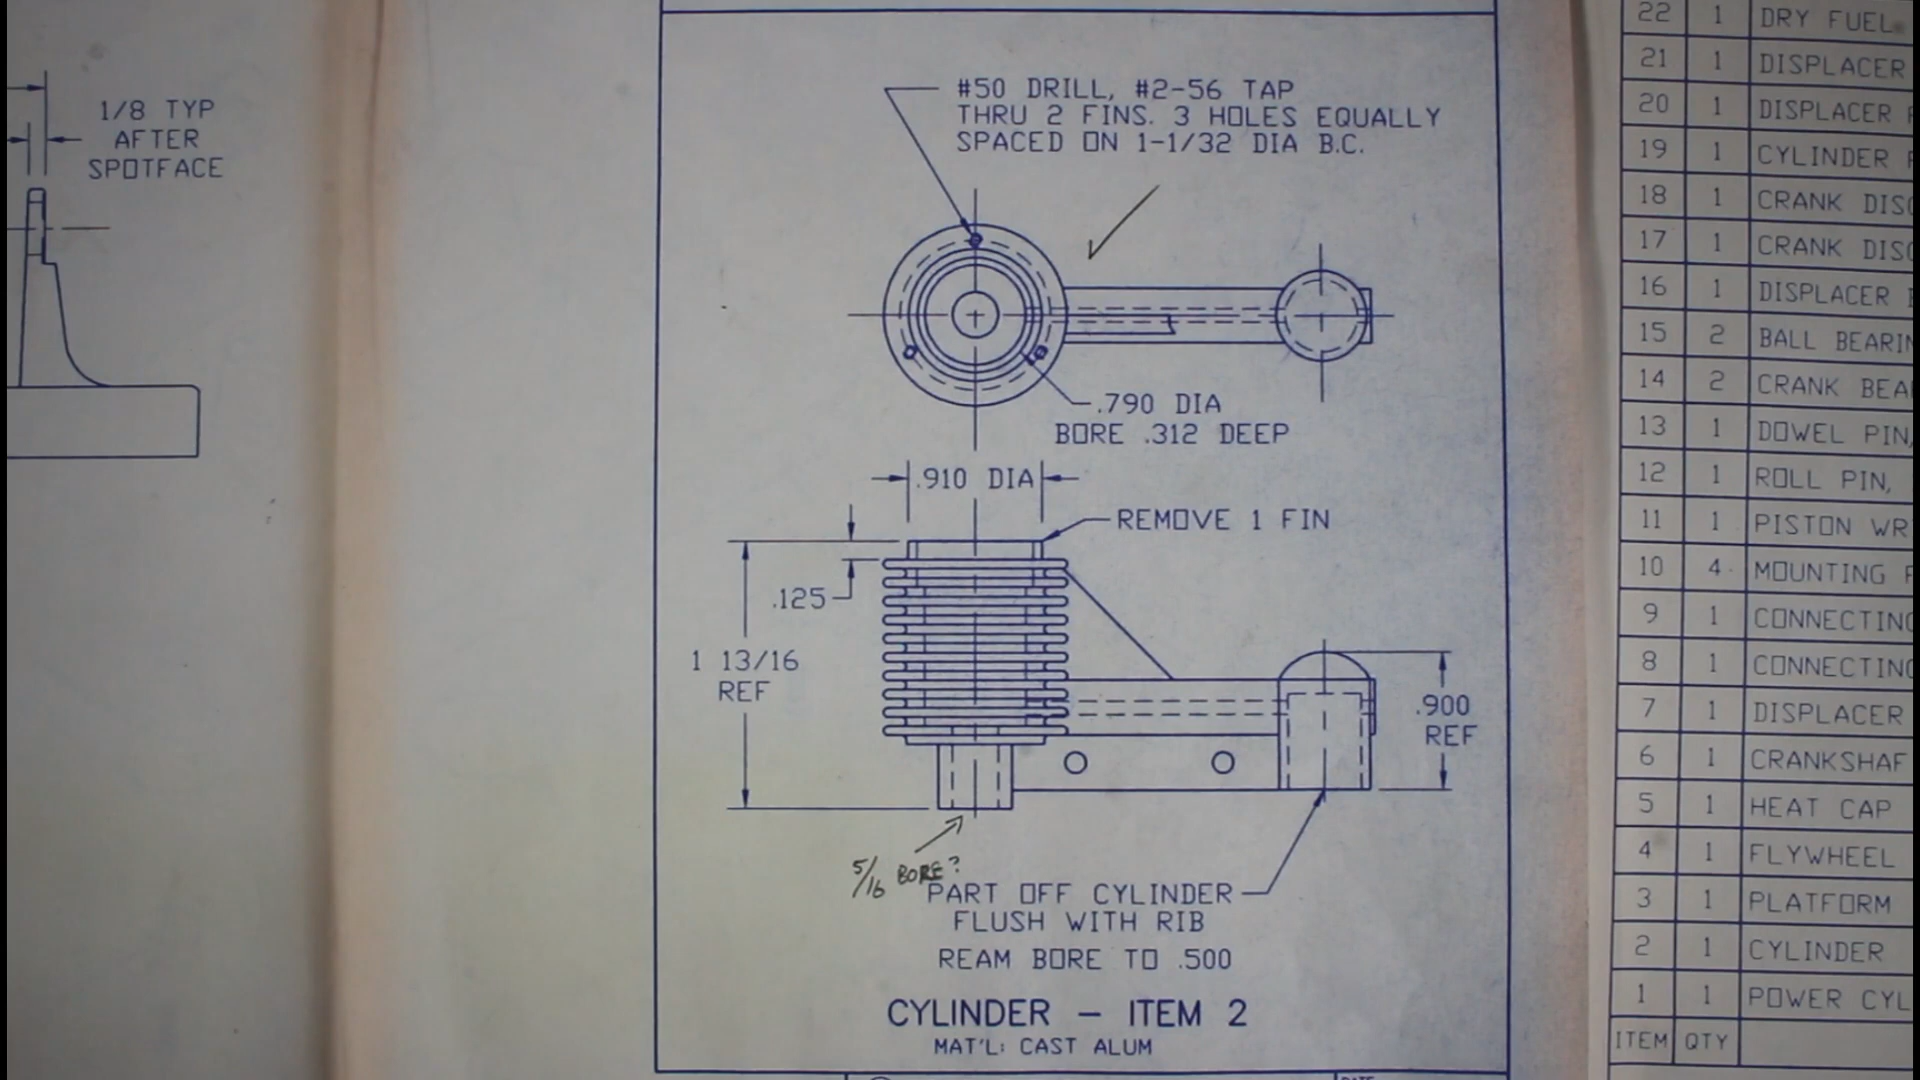 1/8 TYP
AFTER
SPOTFACE
#50 DRILL, #2-56 TAP
THRU 2 FINS. 3 HOLES EQUALLY
SPACED ON 1-1/32 DIA B.C.
.790 DIA
BORE .312 DEEP
.910 DIA
REMOVE 1 FIN
.125
1 13/16
REF
.900
REF
5/16 BORE?
PART OFF CYLINDER
FLUSH WITH RIB
REAM BORE TO .500
CYLINDER - ITEM 2
MAT'L: CAST ALUM
22 1 DRY FUEL
21 1 DISPLACER
20 1 DISPLACER
19 1 CYLINDER
18 1 CRANK DISC
17 1 CRANK DISC
16 1 DISPLACER
15 2 BALL BEARIN
14 2 CRANK BEA
13 1 DOWEL PIN,
12 1 ROLL PIN,
11 1 PISTON WR
10 4 MOUNTING
9 1 CONNECTING
8 1 CONNECTING
7 1 DISPLACER
6 1 CRANKSHAF
5 1 HEAT CAP
4 1 FLYWHEEL
3 1 PLATFORM
2 1 CYLINDER
1 1 POWER CYL
ITEM QTY